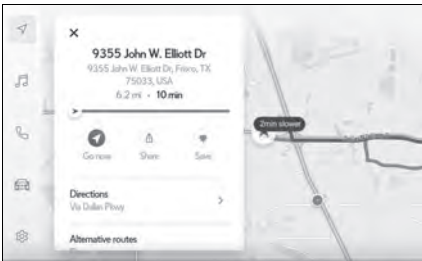 9355 John W. Elliott Dr
9355 John W. Elliott Dr, Frisco, TX
75033, USA
6.2 mi • 10 min
2min slower
Go now
Share
Save
Directions
Via Dallas Pkwy
Alternative routes